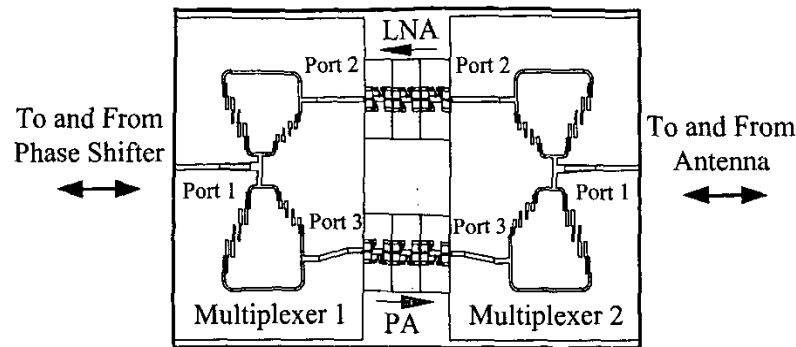 LNA
Port 2
Port 2
To and From
Phase Shifter
To and From
Antenna
Port 1
Port 1
Port 3
Port 3
Multiplexer 1
PA
Multiplexer 2